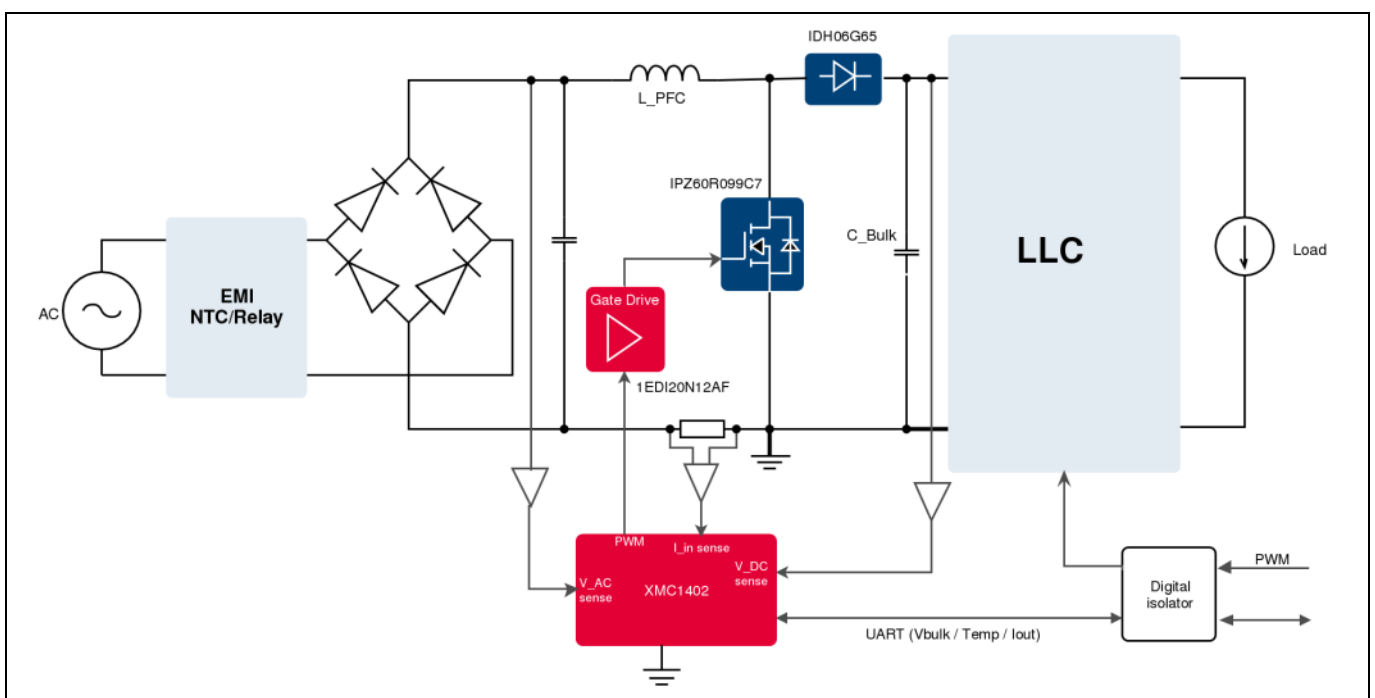 IDH06G65
L_PFC
IPZ60R099C7
C_Bulk
LLC
Load
EMI
NTC/Relay
AC
Gate Drive
1EDI20N12AF
PWM
I_in sense
V_DC
sense
V_AC
sense
XMC1402
PWM
Digital
isolator
UART (Vbulk / Temp / Iout)